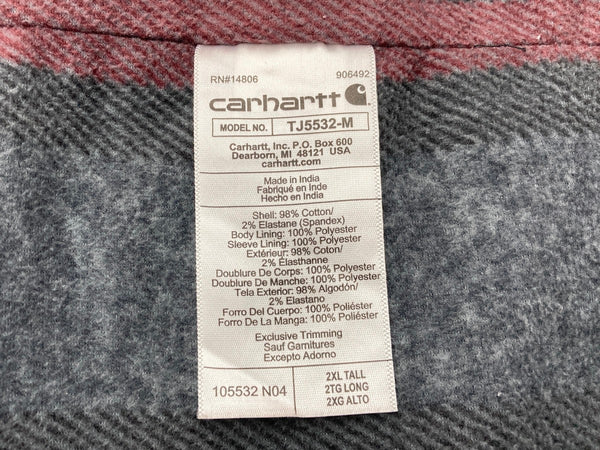 RN#14806 906492
carhartt
MODEL NO. TJ5532-M
Carhartt, Inc. P.O. Box 600
Dearborn, MI 48121 USA
carhartt.com
Made in India
Fabriqué en Inde
Hecho en India
Shell: 98% Cotton/
2% Elastane (Spandex)
Body Lining: 100% Polyester
Sleeve Lining: 100% Polyester
Extérieur: 98% Coton/
2% Élasthanne
Doublure De Corps: 100% Polyester
Doublure De Manche: 100% Polyester
Tela Exterior: 98% Algodón/
2% Elastano
Forro Del Cuerpo: 100% Poliéster
Forro De La Manga: 100% Poliéster
Exclusive Trimming
Sauf Garnitures
Excepto Adorno
105532 N04
2XL TALL
2TG LONG
2XG ALTO